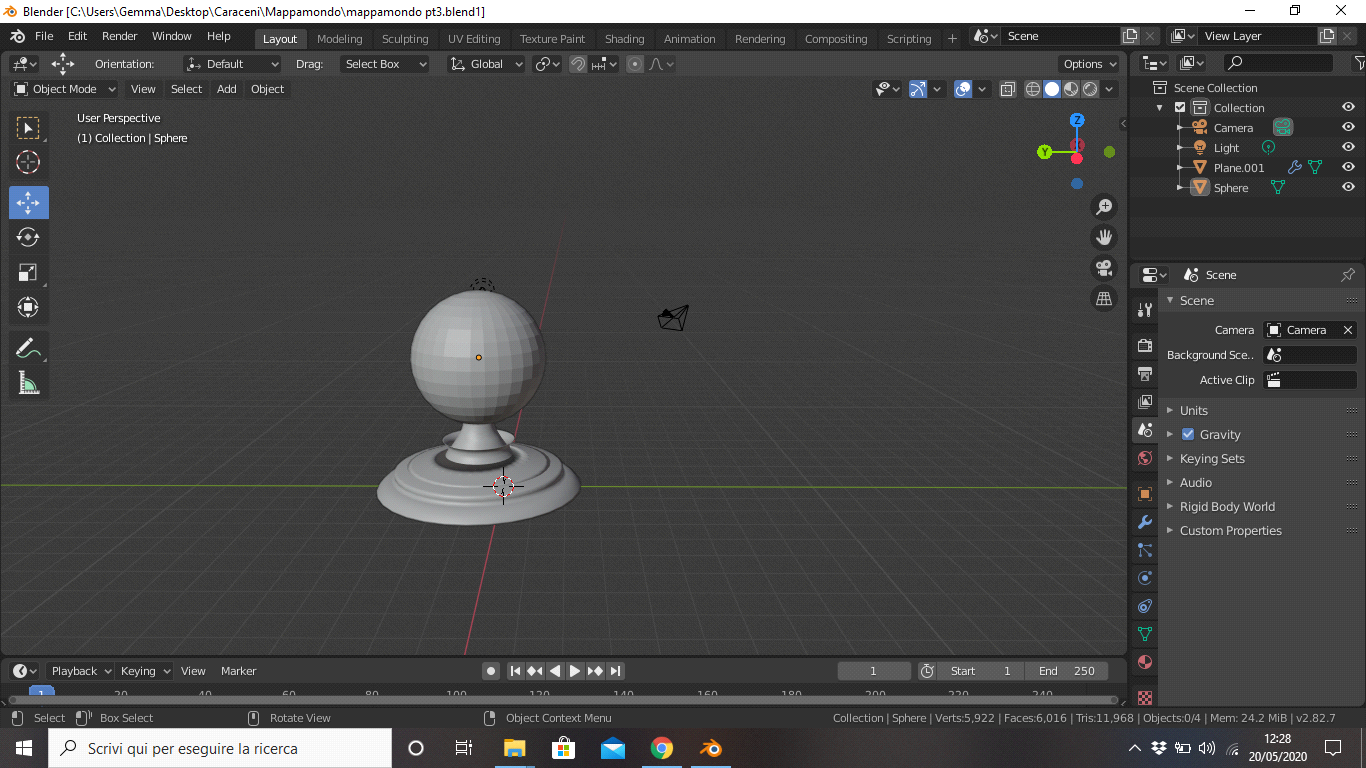 Blender [C:\Users\Gemma\Desktop\Caraceni\Mappamondo\mappamondo pt3.blend1]
File Edit Render Window Help Layout Modeling Sculpting UV Editing Texture Paint Shading Animation Rendering Compositing Scripting + Scene View Layer
Orientation: Default Drag: Select Box Global Options
Object Mode View Select Add Object
User Perspective
(1) Collection | Sphere
Z
Y
X
Scene Collection
Collection
Camera
Light
Plane.001
Sphere
Scene
Scene
Camera Camera
Background Sce..
Active Clip
Units
Gravity
Keying Sets
Audio
Rigid Body World
Custom Properties
Playback Keying View Marker 1 Start 1 End 250
1 20 40 60 80 100 120 140 160 180 200 220 240
Select Box Select Rotate View Object Context Menu Collection | Sphere | Verts:5,922 | Faces:6,016 | Tris:11,968 | Objects:0/4 | Mem: 24.2 MiB | v2.82.7
Scrivi qui per eseguire la ricerca
12:28
20/05/2020